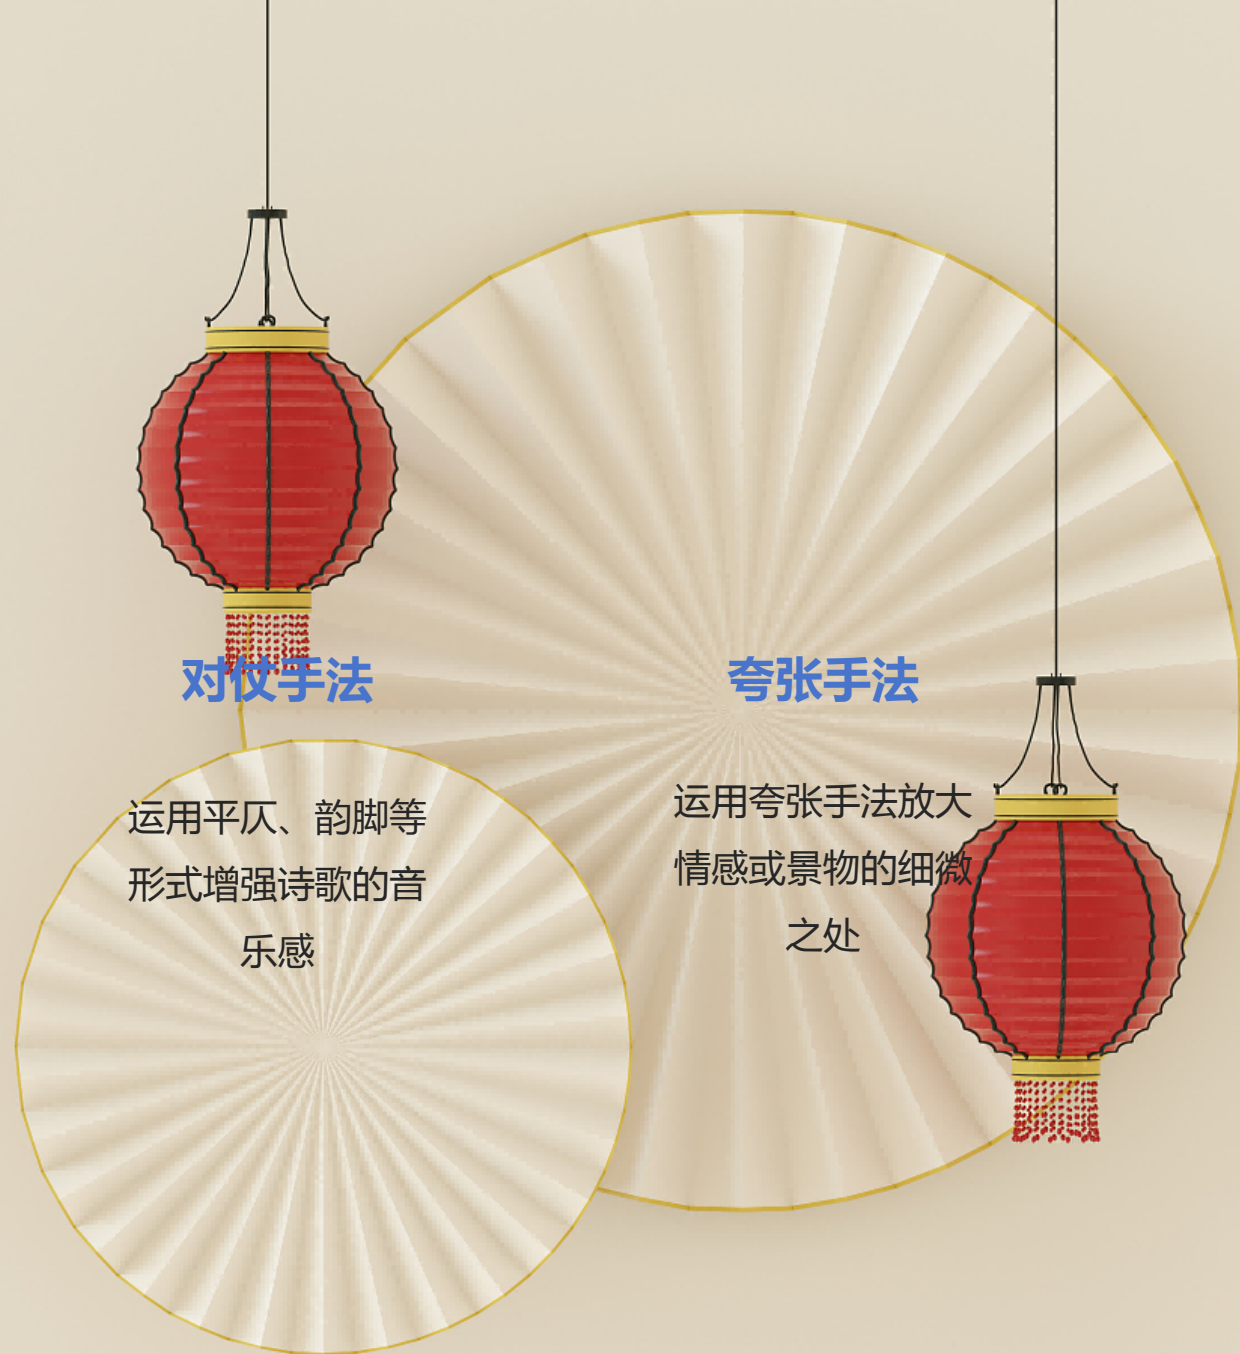 对仗手法
运用平仄、韵脚等
形式增强诗歌的音
乐感
夸张手法
运用夸张手法放大
情感或景物的细微
之处